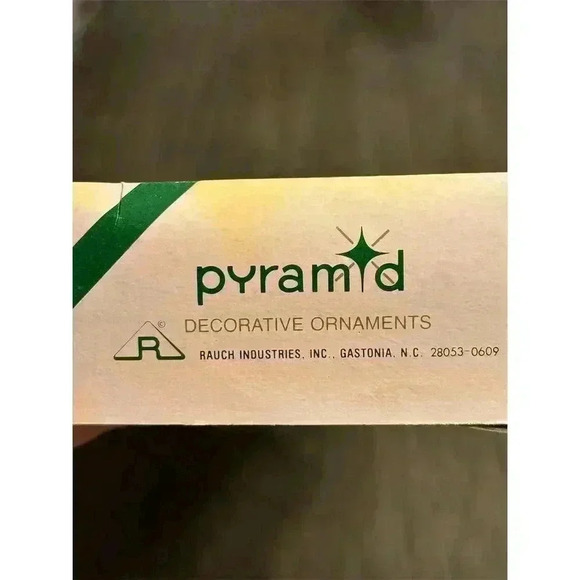 pyramid
DECORATIVE ORNAMENTS
©
R
RAUCH INDUSTRIES, INC., GASTONIA, N.C. 28053-0609